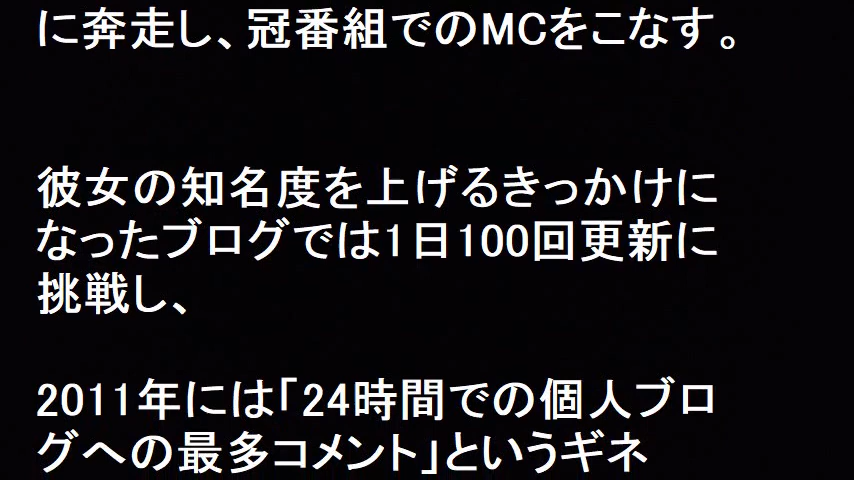 に奔走し、冠番組でのMCをこなす。
彼女の知名度を上げるきっかけに
なったブログでは1日100回更新に
挑戦し、
2011年には「24時間での個人ブロ
グへの最多コメント」というギネ